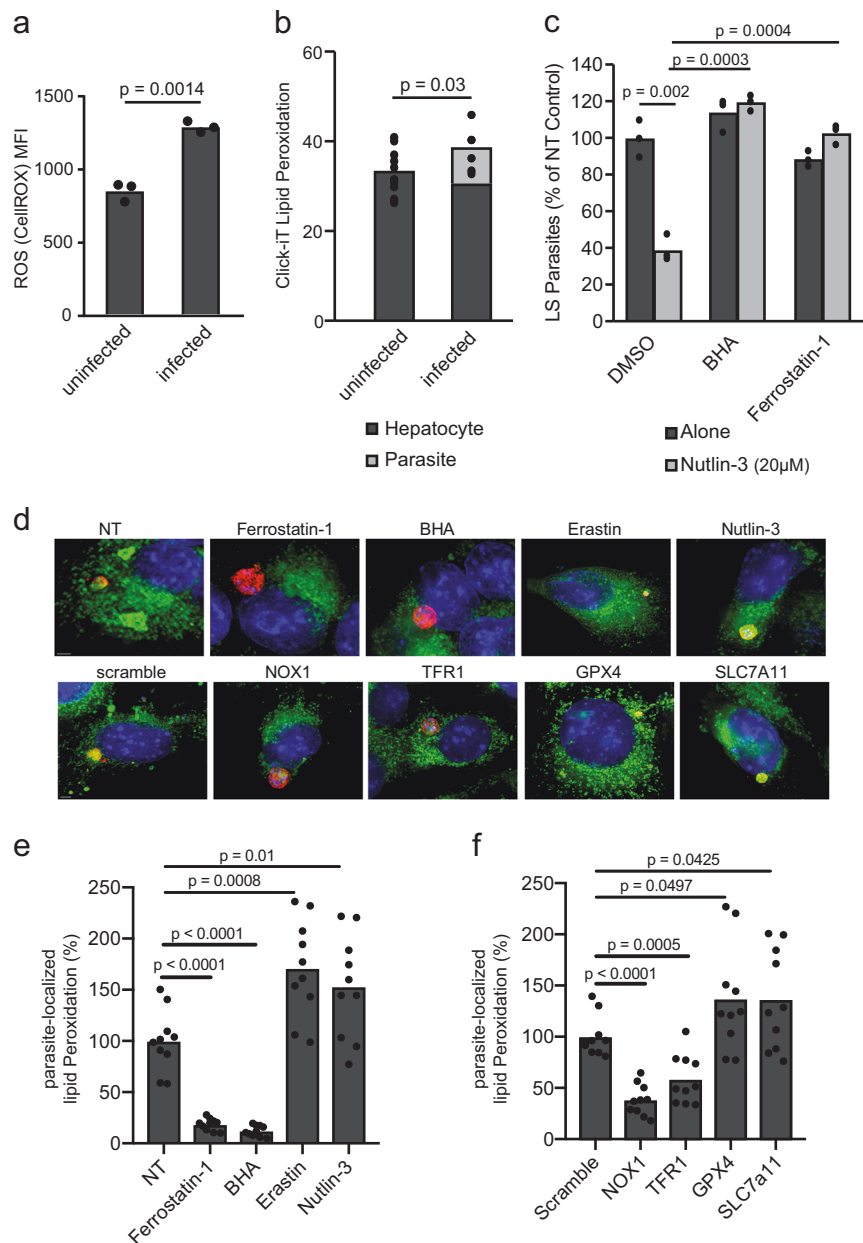 a
p = 0.0014
ROS (CellROX) MFI
1500
1000
500
0
uninfected
infected
b
p = 0.03
Click-iT Lipid Peroxidation
60
40
20
0
uninfected
infected
Hepatocyte
Parasite
c
p = 0.0004
p = 0.0003
p = 0.002
LS Parasites (% of NT Control)
140
120
100
80
60
40
20
0
DMSO
BHA
Ferrostatin-1
Alone
Nutlin-3 (20µM)
d
NT
Ferrostatin-1
BHA
Erastin
Nutlin-3
scramble
NOX1
TFR1
GPX4
SLC7A11
e
p = 0.01
p = 0.0008
p < 0.0001
p < 0.0001
parasite-localized
lipid Peroxidation (%)
250
200
150
100
50
0
NT
Ferrostatin-1
BHA
Erastin
Nutlin-3
f
p = 0.0425
p = 0.0497
p = 0.0005
p < 0.0001
parasite-localized
lipid Peroxidation (%)
250
200
150
100
50
0
Scramble
NOX1
TFR1
GPX4
SLC7a11